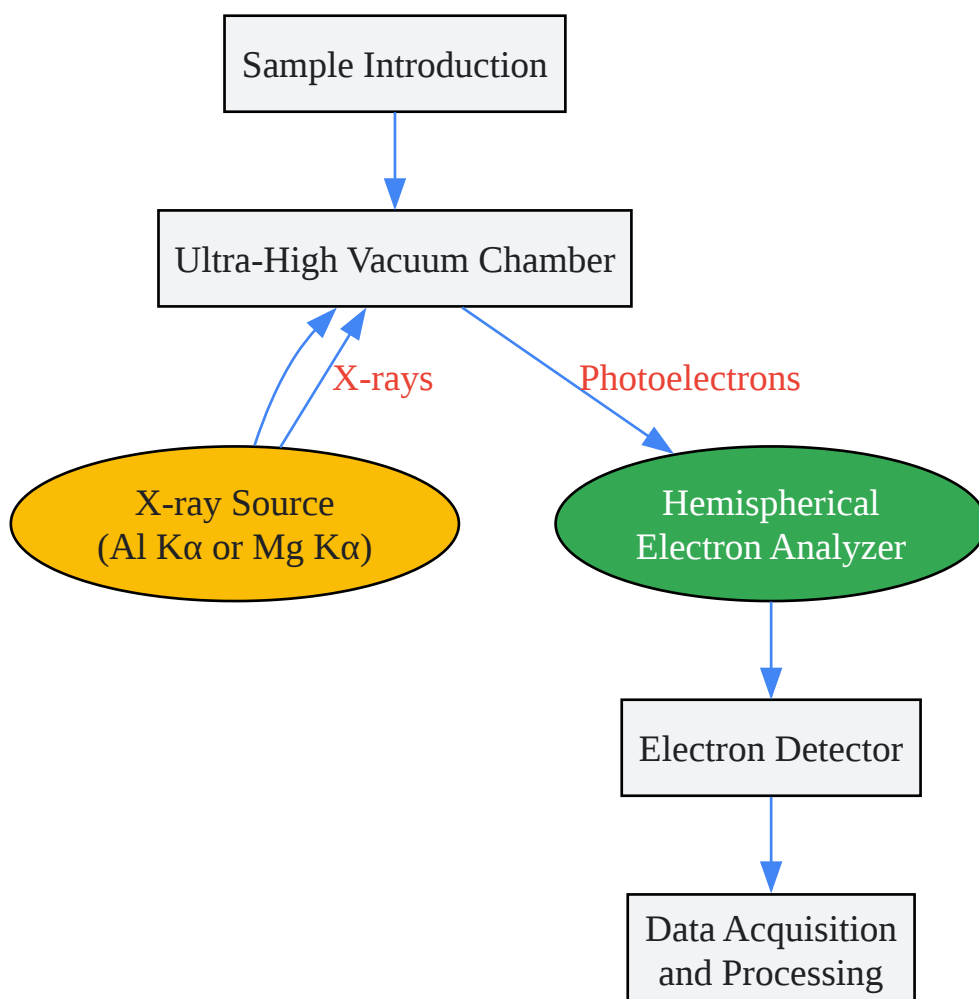 Sample Introduction
Ultra-High Vacuum Chamber
X-rays
Photoelectrons
X-ray Source
(Al Kα or Mg Kα)
Hemispherical
Electron Analyzer
Electron Detector
Data Acquisition
and Processing